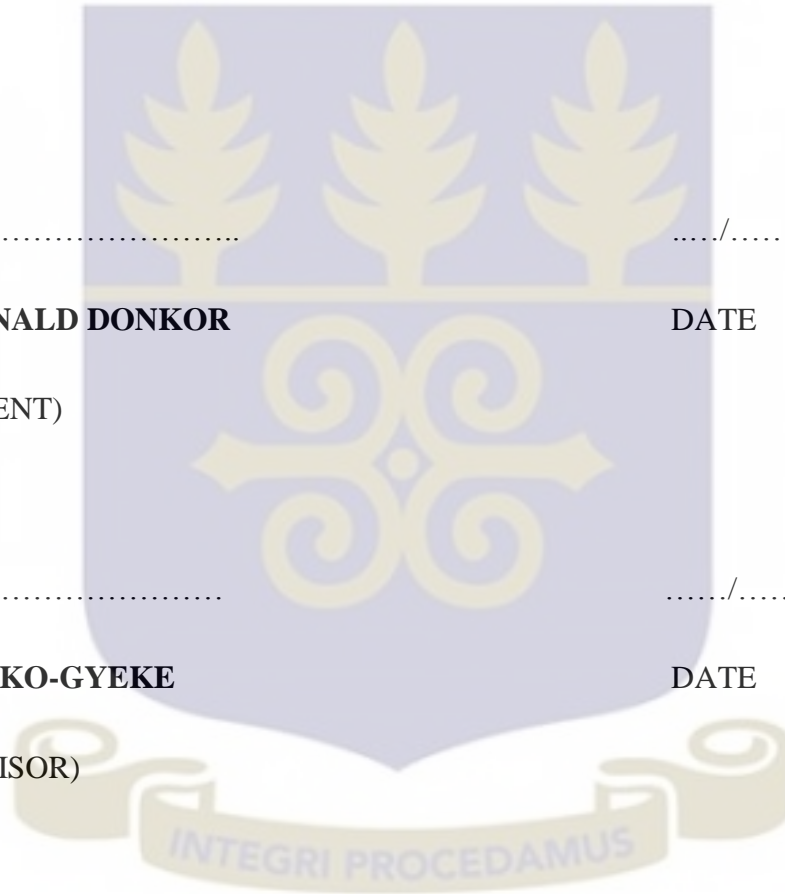 …………………….. ..…/……
NALD DONKOR DATE
ENT)
………………… ……/……
KO-GYEKE DATE
ISOR)
INTEGRI PROCEDAMUS